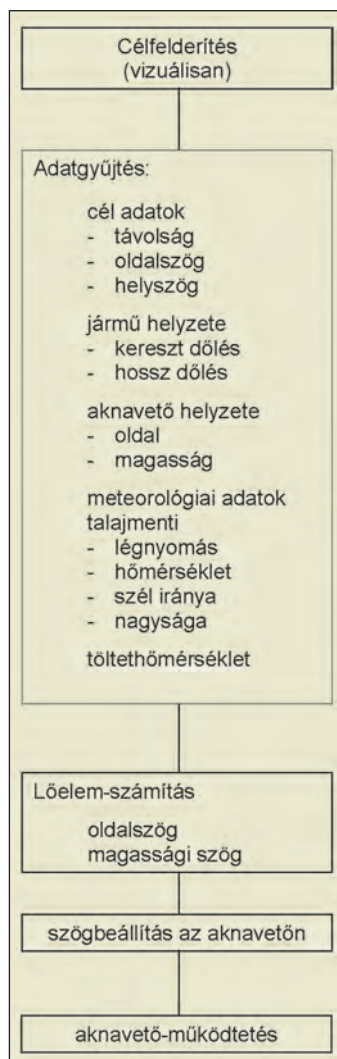 Célfelderítés
(vizuálisan)
Adatgyűjtés:
cél adatok
- távolság
- oldalszög
- helyszög
jármű helyzete
- kereszt dőlés
- hossz dőlés
aknavető helyzete
- oldal
- magasság
meteorológiai adatok
talajmenti
- légnyomás
- hőmérséklet
- szél iránya
- nagysága
töltethőmérséklet
Lőelem-számítás
oldalszög
magassági szög
szögbeállítás az aknavetőn
aknavető-működtetés